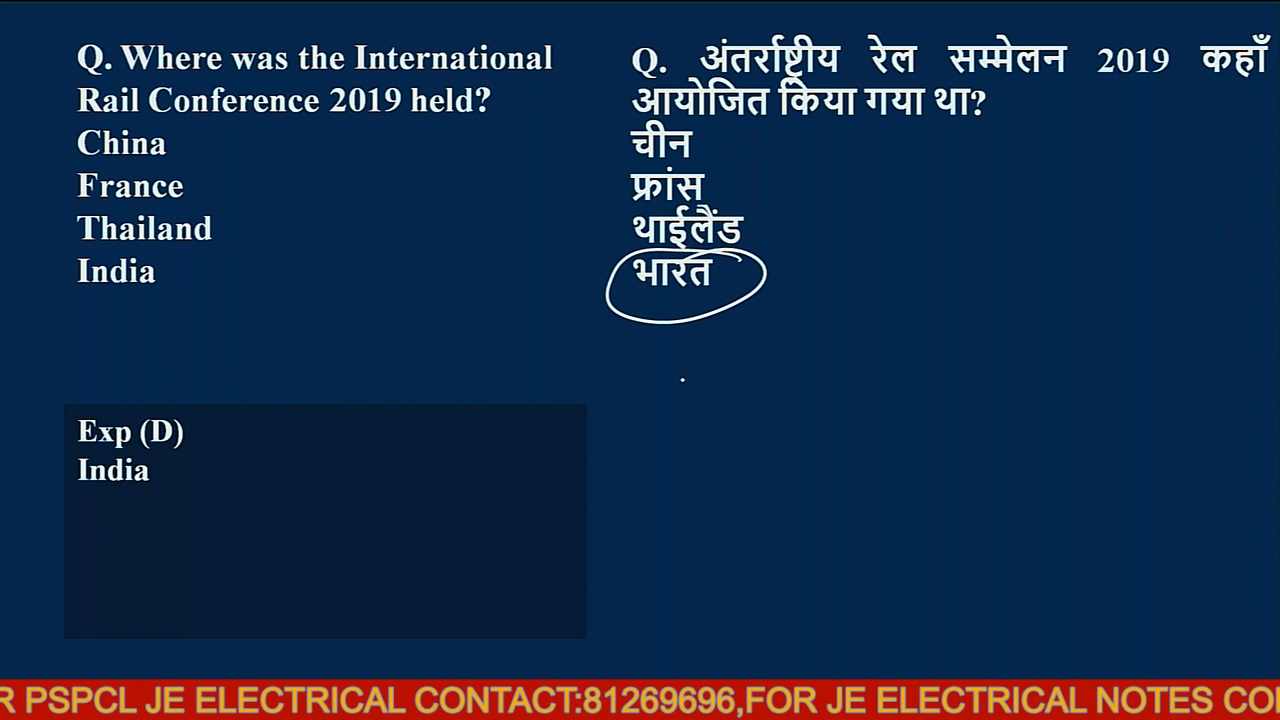 Q. Where was the International
Rail Conference 2019 held?
China
France
Thailand
India
Q. अंतर्राष्ट्रीय रेल सम्मेलन 2019 कहाँ
आयोजित किया गया था?
चीन
फ्रांस
थाईलैंड
भारत
Exp (D)
India
R PSPCL JE ELECTRICAL CONTACT:81269696,FOR JE ELECTRICAL NOTES CO